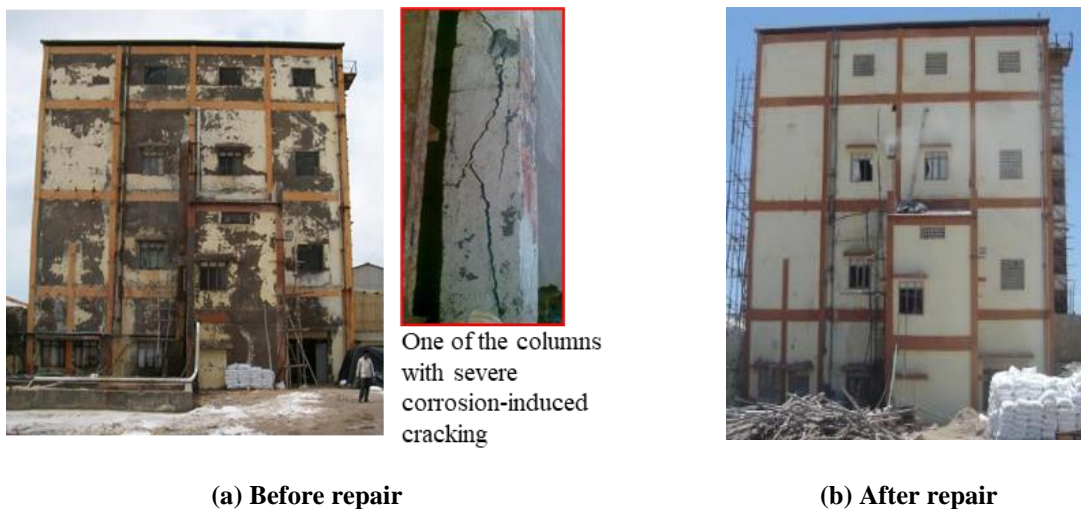 One of the columns
with severe
corrosion-induced
cracking
(a) Before repair
(b) After repair